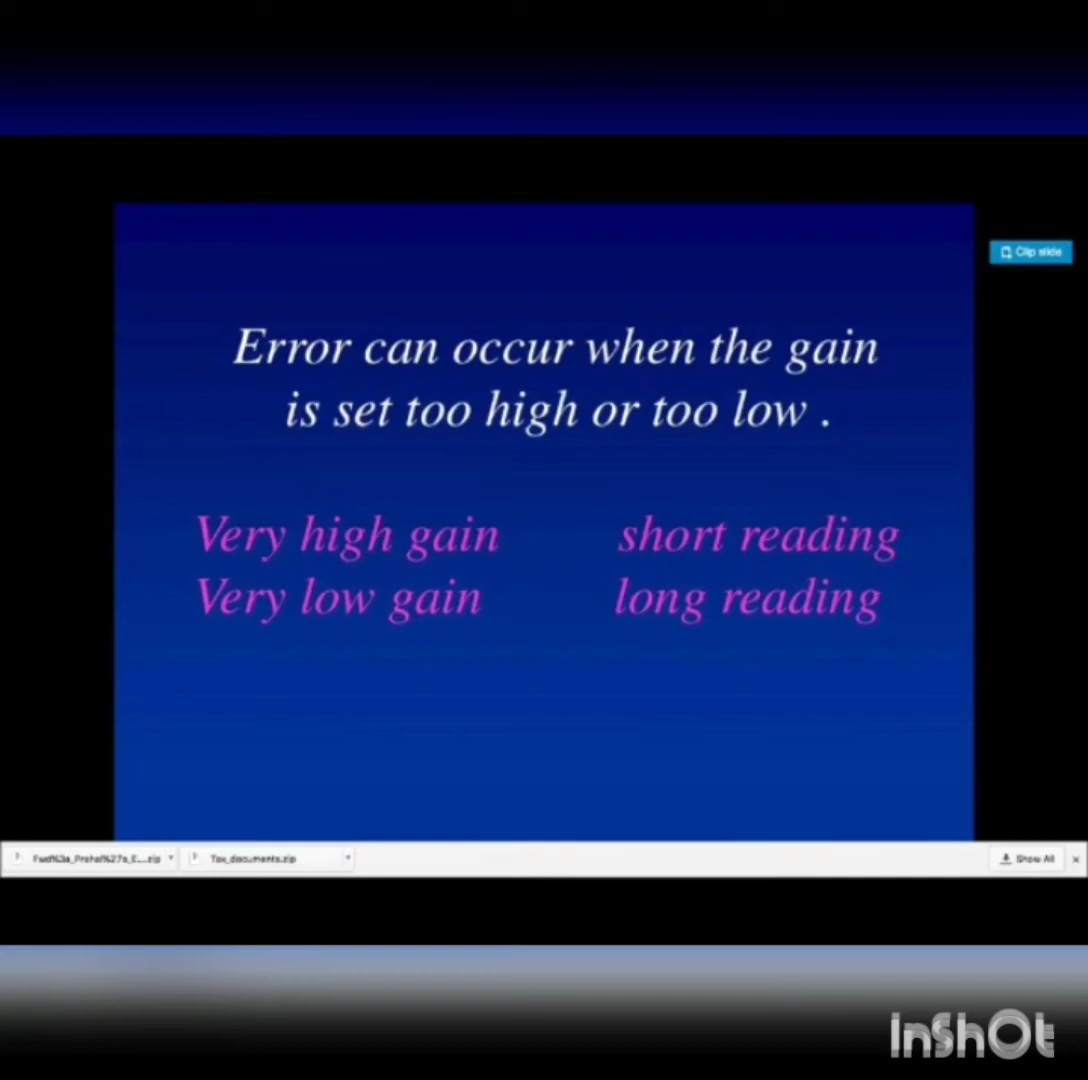 Clip slide
Error can occur when the gain
is set too high or too low .
Very high gain short reading
Very low gain long reading
Tax_documents.zip
Show All
InShOt